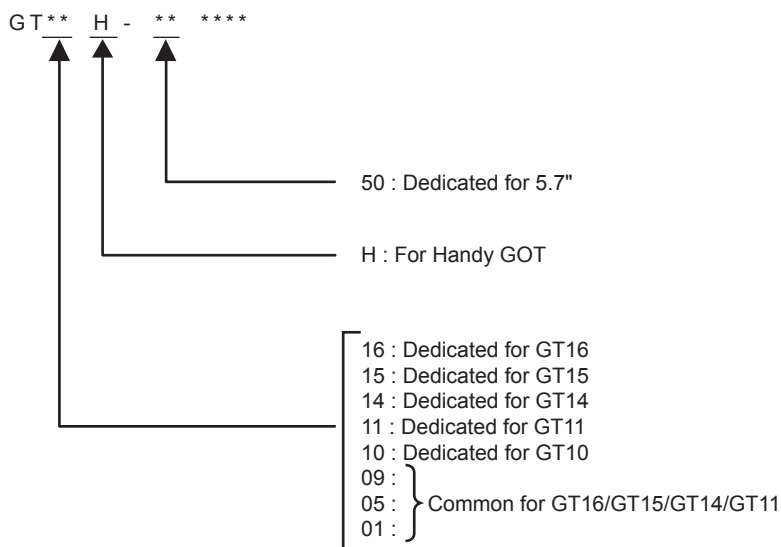 GT** H - ** ****
50 : Dedicated for 5.7"
H : For Handy GOT
16 : Dedicated for GT16
15 : Dedicated for GT15
14 : Dedicated for GT14
11 : Dedicated for GT11
10 : Dedicated for GT10
09 :
05 : Common for GT16/GT15/GT14/GT11
01 :